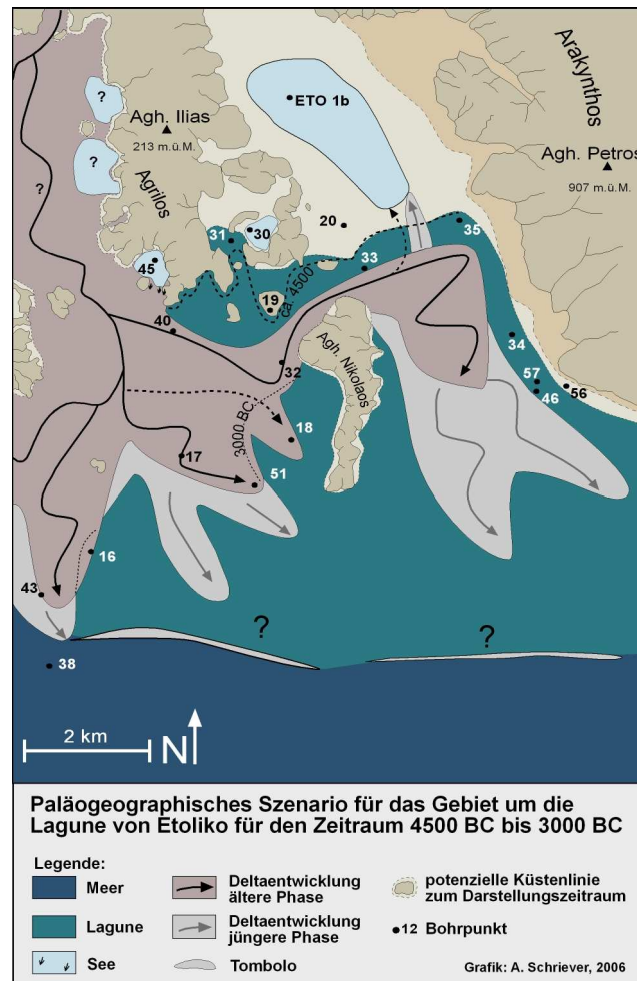 ?
?
?
Agh. Ilias
213 m.ü.M.
Agrilos
ETO 1b
Arakynthos
Agh. Petros
907 m.ü.M.
31
30
20
35
45
33
19
ca. 4500
40
34
32
Agh. Nikolaos
57
46
56
3000 BC
18
17
51
16
43
?
?
38
2 km
N
Paläogeographisches Szenario für das Gebiet um die
Lagune von Etoliko für den Zeitraum 4500 BC bis 3000 BC
Legende:
Meer
Lagune
See
Deltaentwicklung
ältere Phase
Deltaentwicklung
jüngere Phase
Tombolo
potenzielle Küstenlinie
zum Darstellungszeitraum
12 Bohrpunkt
Grafik: A. Schriever, 2006